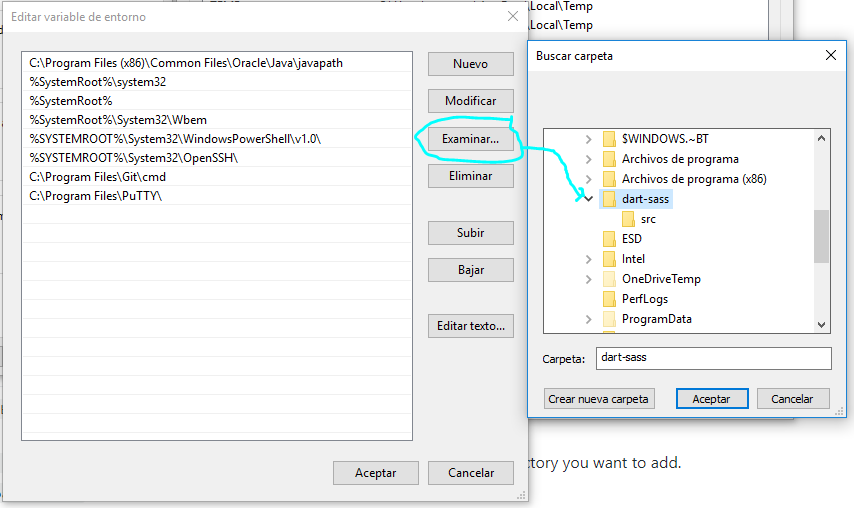 Editar variable de entorno
\Local\Temp
\Local\Temp
C:\Program Files (x86)\Common Files\Oracle\Java\javapath
%SystemRoot%\system32
%SystemRoot%
%SystemRoot%\System32\Wbem
%SYSTEMROOT%\System32\WindowsPowerShell\v1.0\
%SYSTEMROOT%\System32\OpenSSH\
C:\Program Files\Git\cmd
C:\Program Files\PuTTY\
Nuevo
Modificar
Examinar...
Eliminar
Subir
Bajar
Editar texto...
Aceptar
Cancelar
Buscar carpeta
$WINDOWS.~BT
Archivos de programa
Archivos de programa (x86)
dart-sass
src
ESD
Intel
OneDriveTemp
PerfLogs
ProgramData
Carpeta:
dart-sass
Crear nueva carpeta
Aceptar
Cancelar
ctory you want to add.